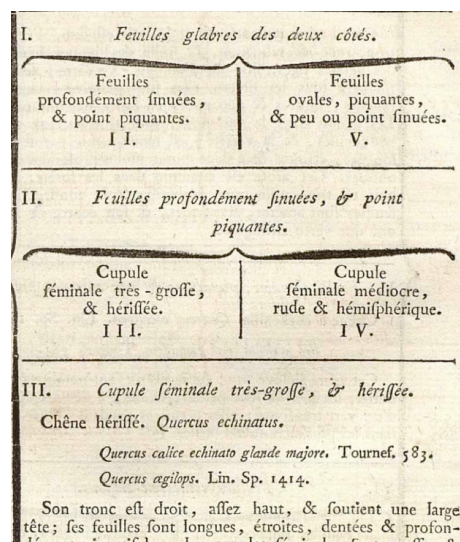 I. Feuilles glabres des deux côtés.
Feuilles
profondément ſinuées,
& point piquantes.
II.
Feuilles
ovales, piquantes,
& peu ou point ſinuées.
V.
II. Feuilles profondément ſinuées, & point
piquantes.
Cupule
ſéminale très-groſſe,
& hériſſée.
III.
Cupule
ſéminale médiocre,
rude & hémiſphérique.
IV.
III. Cupule ſéminale très-groſſe, & hériſſée.
Chêne hériſſé. Quercus echinatus.
Quercus calice echinato glande majore. Tournef. 583.
Quercus ægilops. Lin. Sp. 1414.
Son tronc eſt droit, aſſez haut, & ſoutient une large
tête; ſes feuilles ſont longues, étroites, dentées & profon-